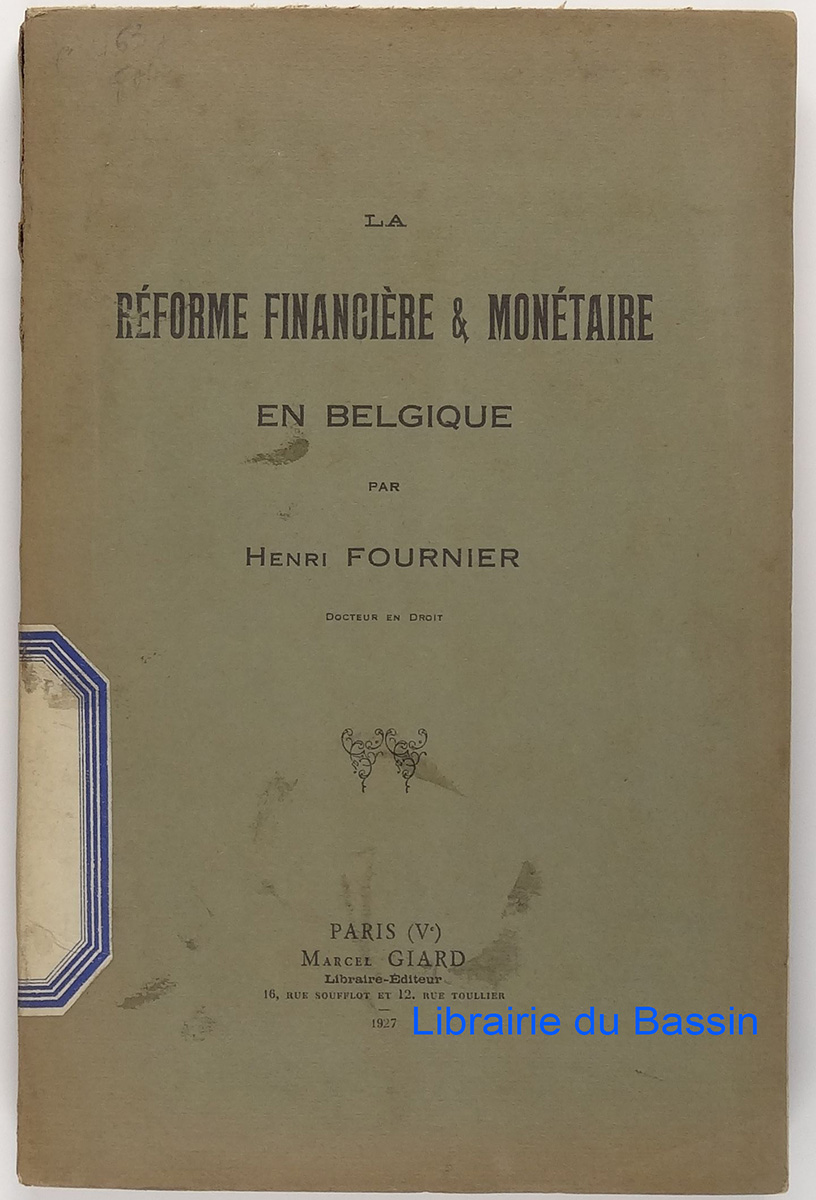 LA
RÉFORME FINANCIÈRE & MONÉTAIRE
EN BELGIQUE
PAR
HENRI FOURNIER
DOCTEUR EN DROIT
PARIS (Vᵉ)
MARCEL GIARD
Libraire-Éditeur
16, RUE SOUFFLOT ET 12, RUE TOULLIER
1927
Librairie du Bassin